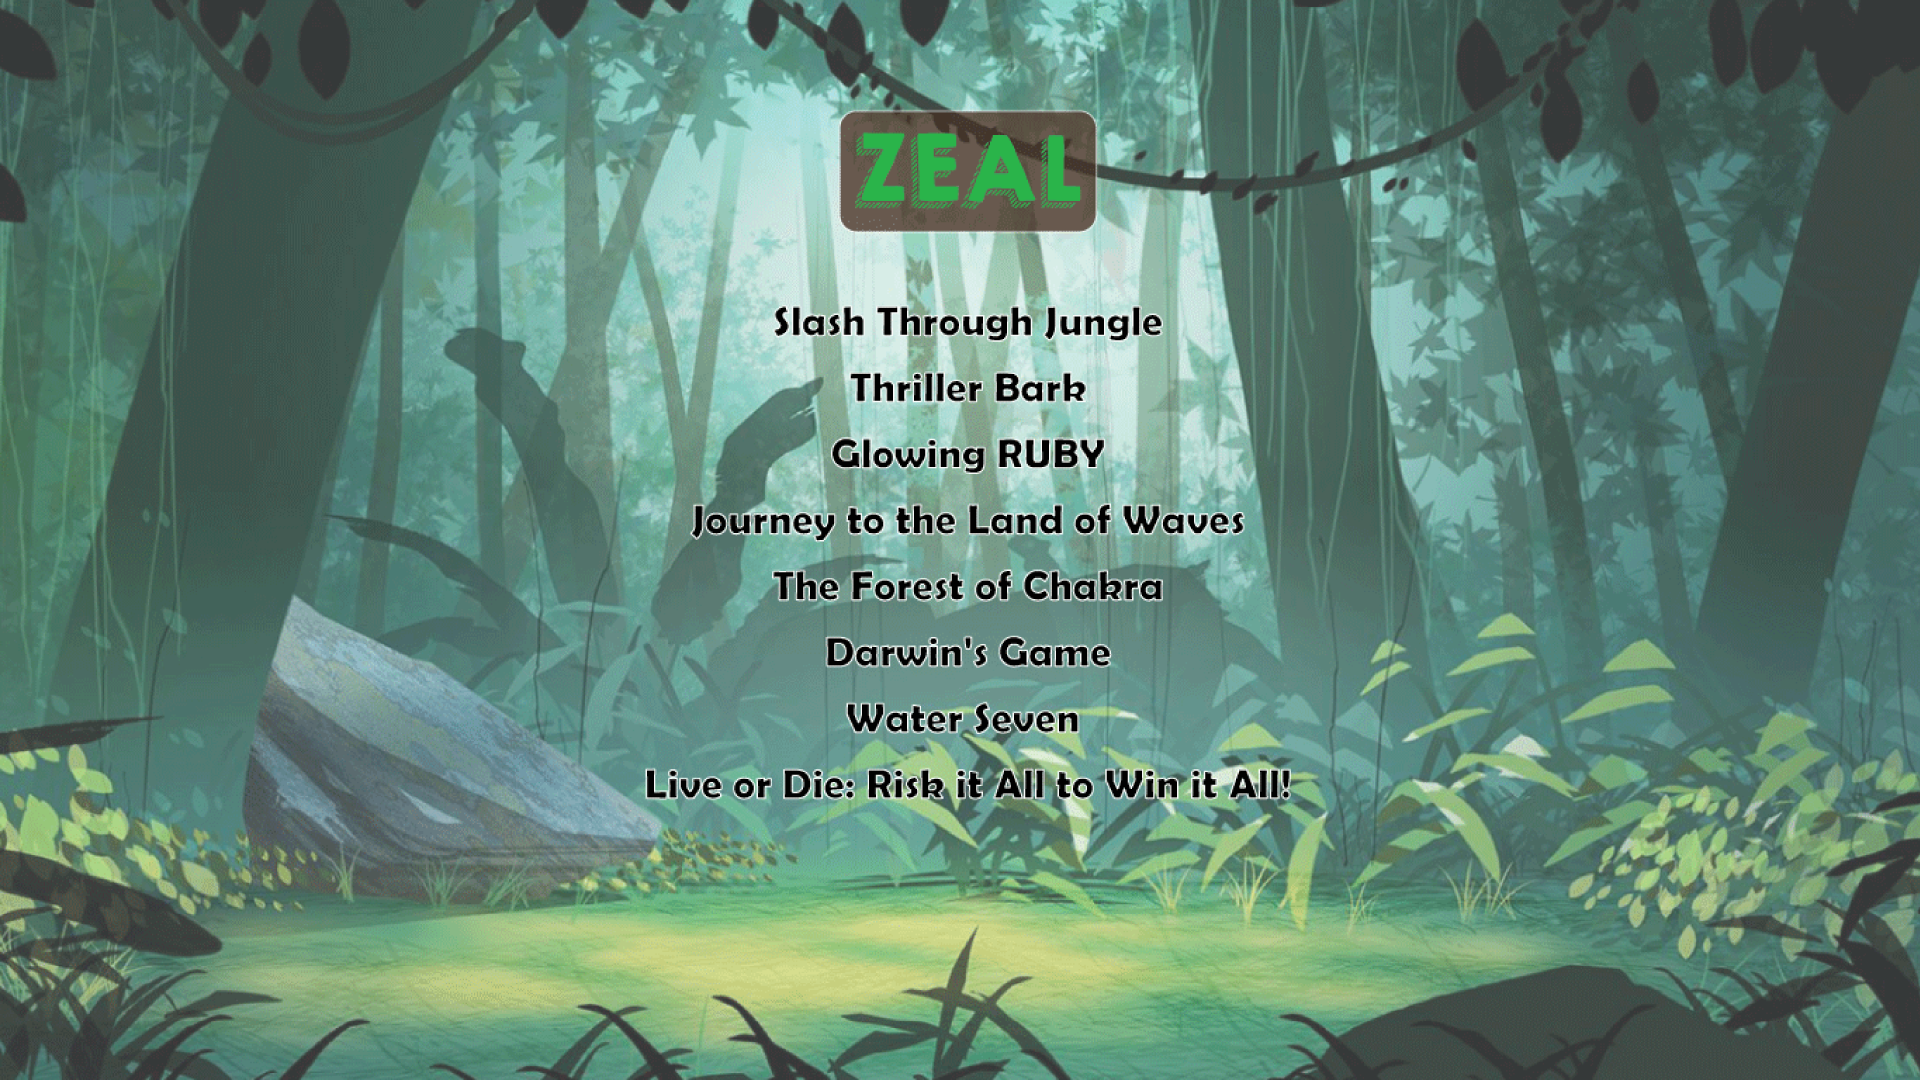 ZEAL
Slash Through Jungle
Thriller Bark
Glowing RUBY
Journey to the Land of Waves
The Forest of Chakra
Darwin's Game
Water Seven
Live or Die: Risk it All to Win it All!